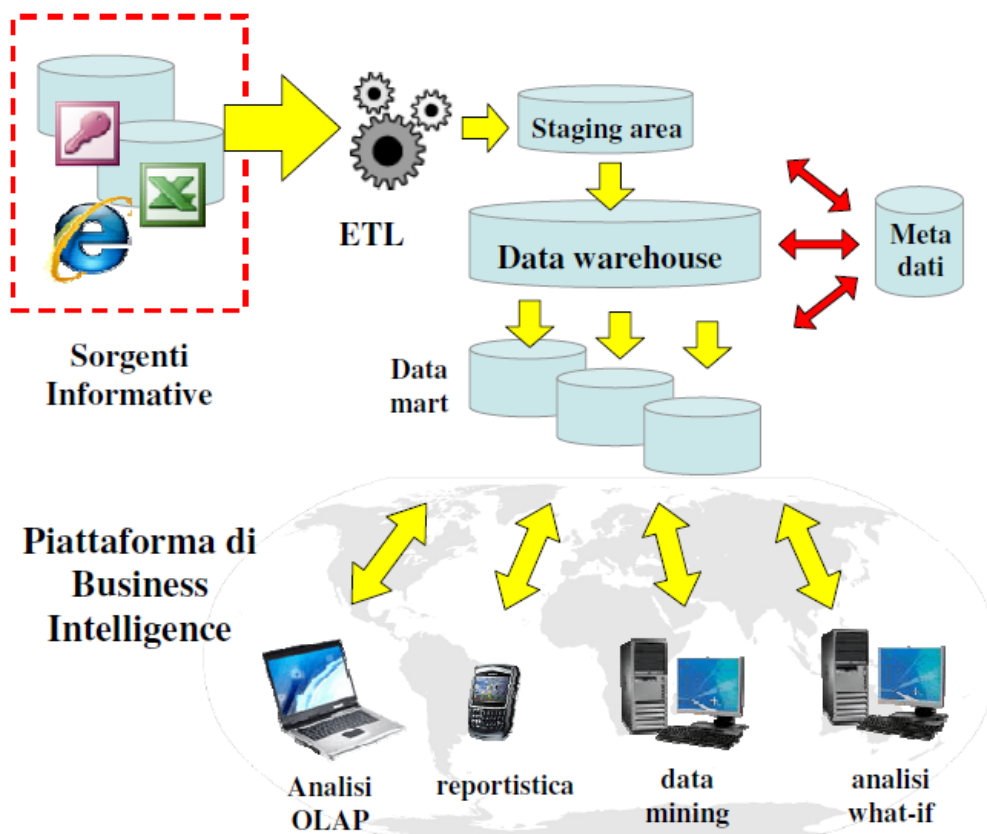 Staging area
ETL
Data warehouse
Meta
dati
Sorgenti
Informative
Data
mart
Piattaforma di
Business
Intelligence
Analisi
OLAP
reportistica
data
mining
analisi
what-if